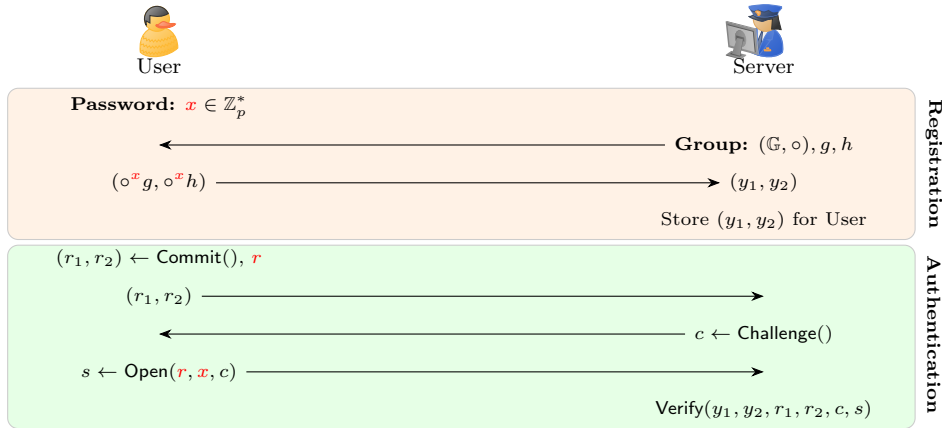 User
Server
Password: x ∈ ℤ*ₚ
Group: (𝔾, ∘), g, h
(∘ˣg, ∘ˣh)
(y₁, y₂)
Store (y₁, y₂) for User
Registration
(r₁, r₂) ← Commit(), r
(r₁, r₂)
c ← Challenge()
s ← Open(r, x, c)
Verify(y₁, y₂, r₁, r₂, c, s)
Authentication